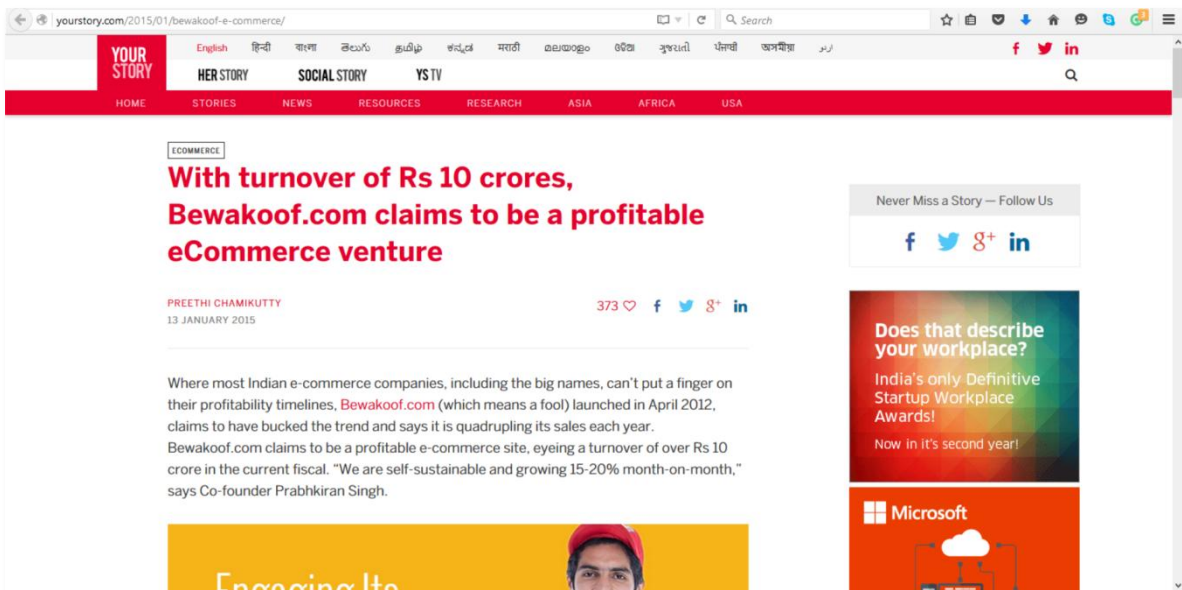 yourstory.com/2015/01/bewakoof-e-commerce/
Search
YOUR
STORY
English हिन्दी বাংলা తెలుగు தமிழ் ಕನ್ನಡ मराठी മലയാളം ଓଡ଼ିଆ ગુજરાતી ਪੰਜਾਬੀ অসমীয়া اردو
HER STORY SOCIAL STORY YS TV
HOME STORIES NEWS RESOURCES RESEARCH ASIA AFRICA USA
ECOMMERCE
With turnover of Rs 10 crores,
Bewakoof.com claims to be a profitable
eCommerce venture
PREETHI CHAMIKUTTY
13 JANUARY 2015
373
Where most Indian e-commerce companies, including the big names, can’t put a finger on
their profitability timelines, Bewakoof.com (which means a fool) launched in April 2012,
claims to have bucked the trend and says it is quadrupling its sales each year.
Bewakoof.com claims to be a profitable e-commerce site, eyeing a turnover of over Rs 10
crore in the current fiscal. “We are self-sustainable and growing 15-20% month-on-month,”
says Co-founder Prabhkiran Singh.
Engaging Its
Never Miss a Story — Follow Us
Does that describe
your workplace?
India's only Definitive
Startup Workplace
Awards!
Now in it's second year!
Microsoft